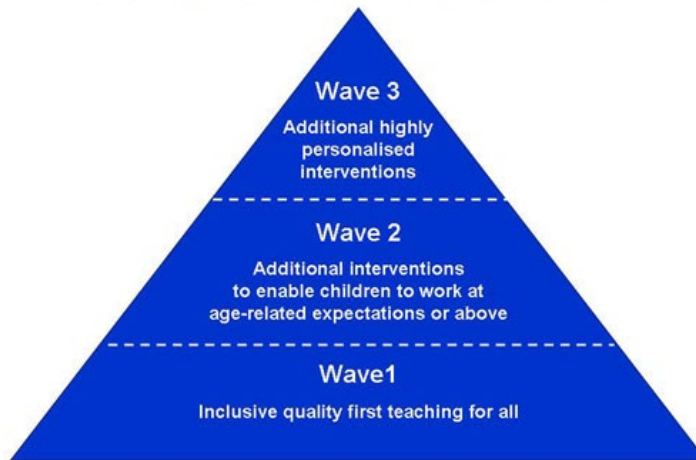 Wave 3
Additional highly
personalised
interventions
Wave 2
Additional interventions
to enable children to work at
age-related expectations or above
Wave1
Inclusive quality first teaching for all